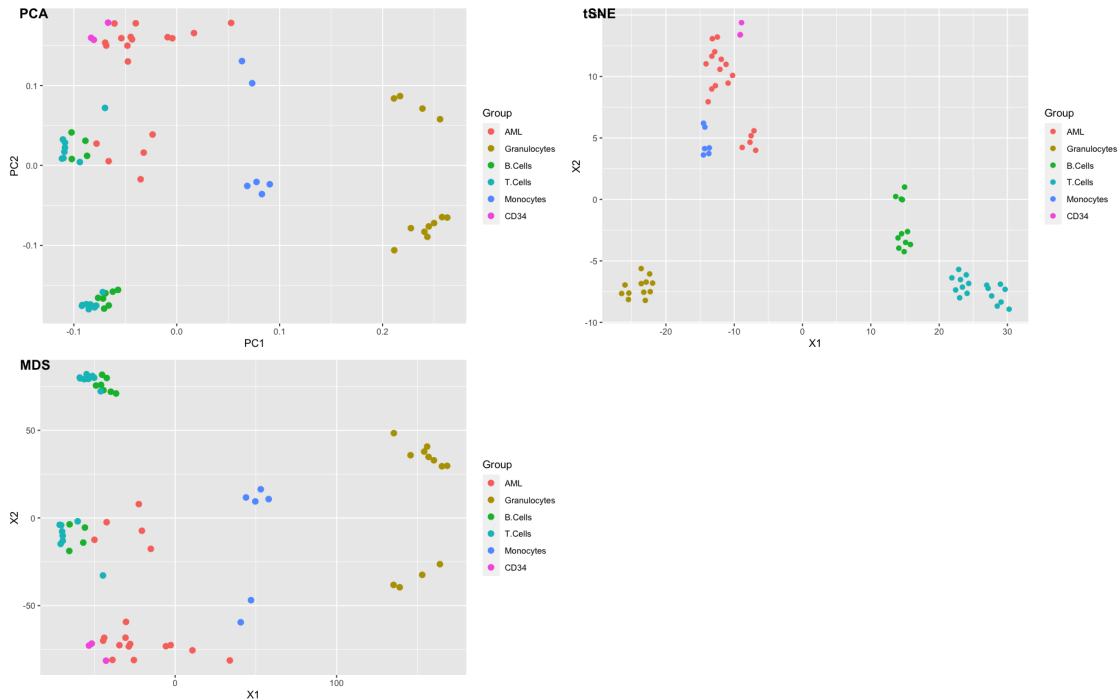 PCA
0.1
0.0
-0.1
PC2
-0.1
0.0
0.1
0.2
PC1
Group
AML
Granulocytes
B.Cells
T.Cells
Monocytes
CD34
tSNE
10
5
0
-5
-10
X2
-20
-10
0
10
20
30
X1
Group
AML
Granulocytes
B.Cells
T.Cells
Monocytes
CD34
MDS
50
0
-50
X2
0
100
X1
Group
AML
Granulocytes
B.Cells
T.Cells
Monocytes
CD34